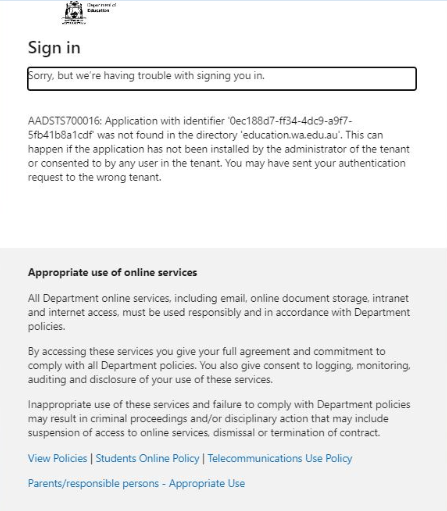 Department of
Education
Sign in
Sorry, but we're having trouble with signing you in.
AADSTS700016: Application with identifier '0ec188d7-ff34-4dc9-a9f7-
5fb41b8a1cdf' was not found in the directory 'education.wa.edu.au'. This can
happen if the application has not been installed by the administrator of the tenant
or consented to by any user in the tenant. You may have sent your authentication
request to the wrong tenant.
Appropriate use of online services
All Department online services, including email, online document storage, intranet
and internet access, must be used responsibly and in accordance with Department
policies.
By accessing these services you give your full agreement and commitment to
comply with all Department policies. You also give consent to logging, monitoring,
auditing and disclosure of your use of these services.
Inappropriate use of these services and failure to comply with Department policies
may result in criminal proceedings and/or disciplinary action that may include
suspension of access to online services, dismissal or termination of contract.
View Policies | Students Online Policy | Telecommunications Use Policy
Parents/responsible persons - Appropriate Use